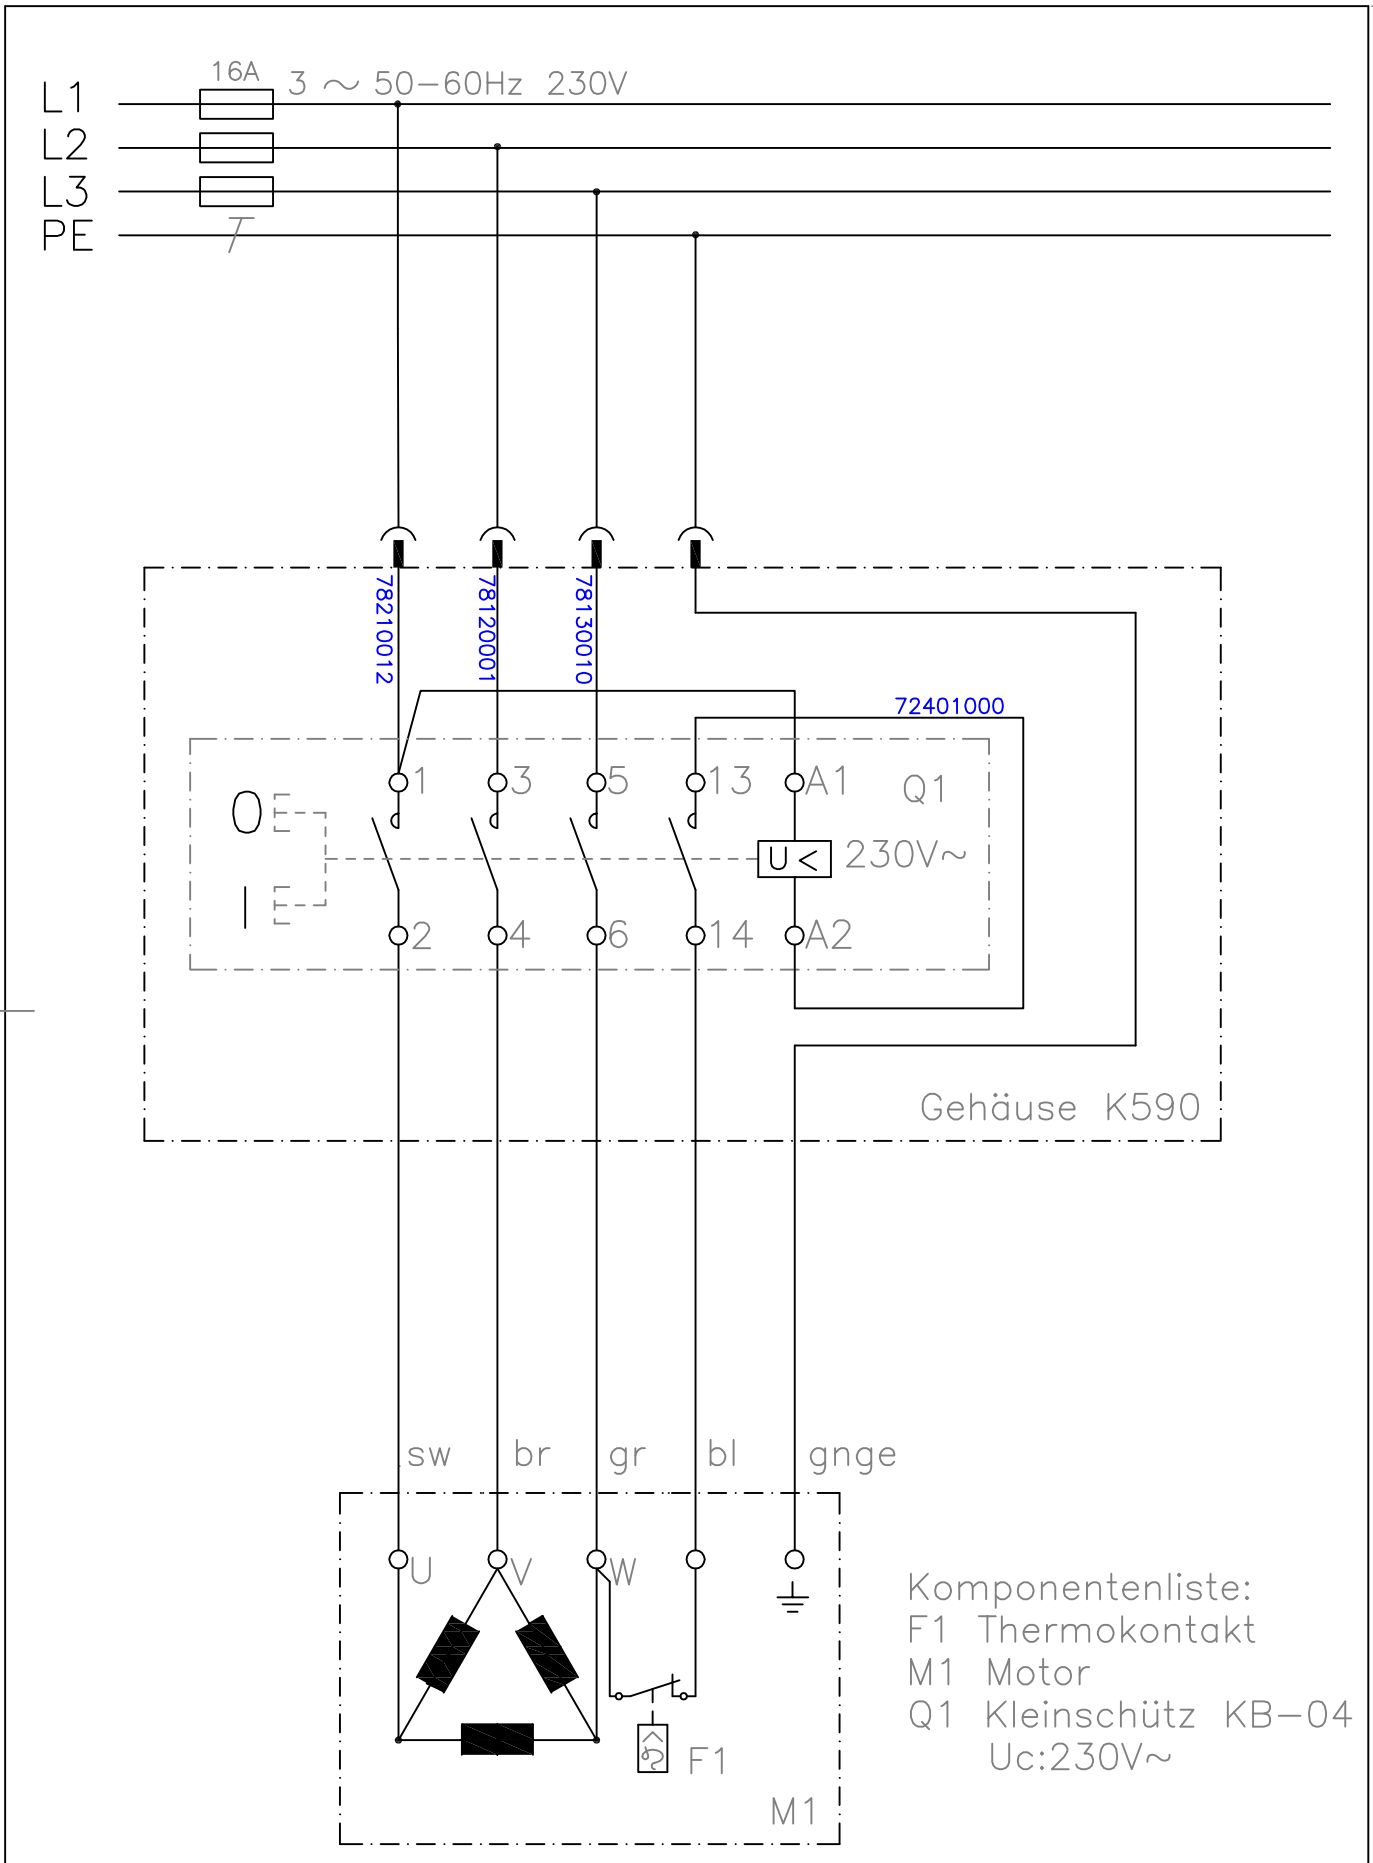 16A
3 ~ 50-60Hz 230V
L1
L2
L3
PE
78210012
78120001
78130010
72401000
1 3 5 13 A1 Q1
O
U< 230V~
I
2 4 6 14 A2
Gehäuse K590
sw br gr bl gnge
U V W
Komponentenliste:
F1 Thermokontakt
M1 Motor
Q1 Kleinschütz KB-04
Uc:230V~
F1
M1